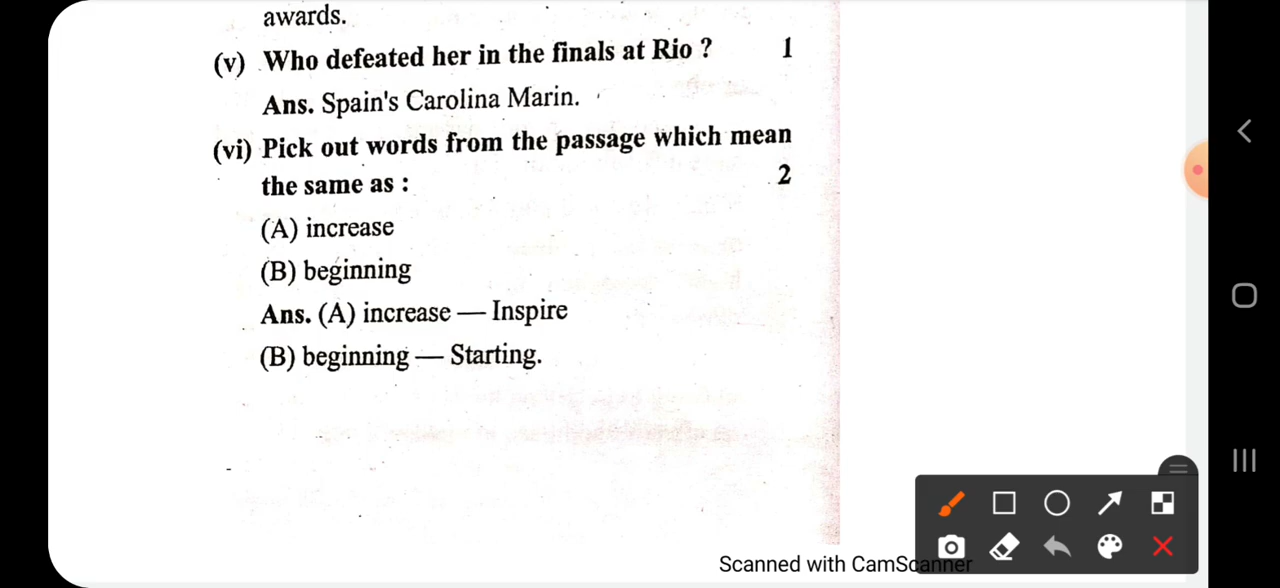 awards.
(v) Who defeated her in the finals at Rio ? 1
Ans. Spain's Carolina Marin.
(vi) Pick out words from the passage which mean
the same as : 2
(A) increase
(B) beginning
Ans. (A) increase — Inspire
(B) beginning — Starting.
Scanned with CamScanner